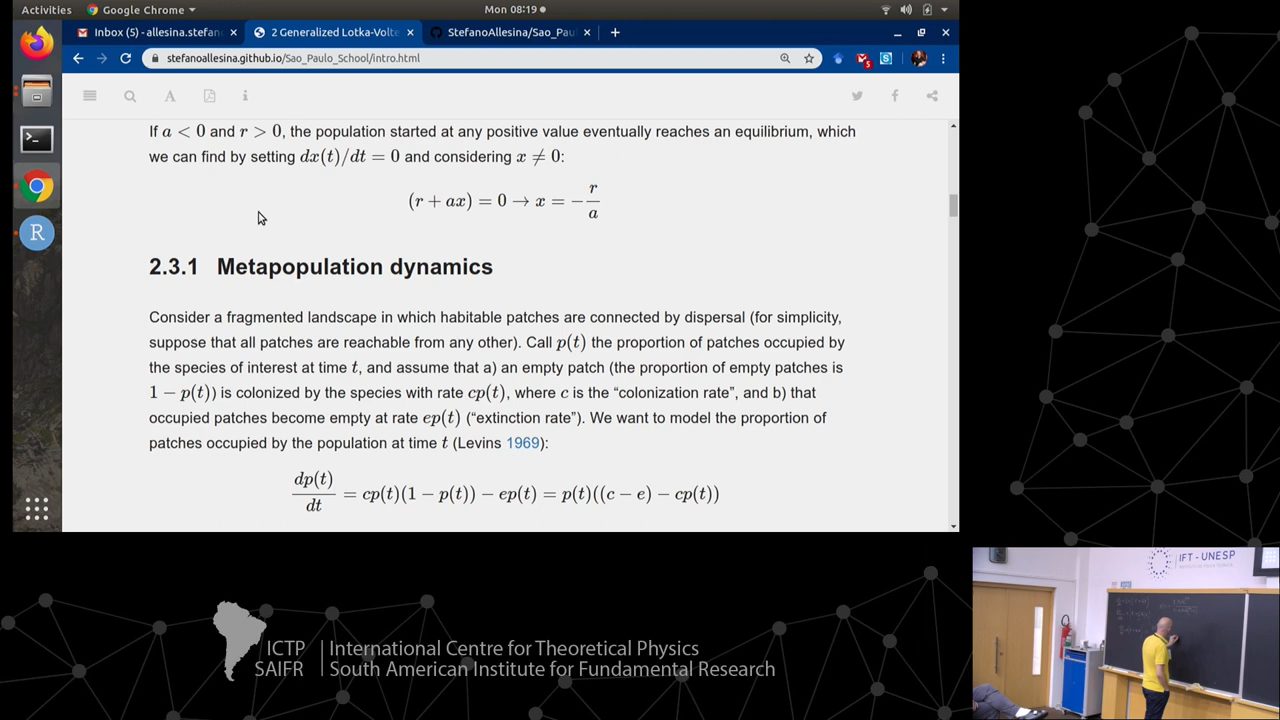 Activities
Google Chrome
Mon 08:19
Inbox (5) - allesina.stefan
2 Generalized Lotka-Volte
StefanoAllesina/Sao_Pau
stefanoallesina.github.io/Sao_Paulo_School/intro.html
If a < 0 and r > 0, the population started at any positive value eventually reaches an equilibrium, which
we can find by setting dx(t)/dt = 0 and considering x ≠ 0:
(r + ax) = 0 → x = −r/a
2.3.1 Metapopulation dynamics
Consider a fragmented landscape in which habitable patches are connected by dispersal (for simplicity,
suppose that all patches are reachable from any other). Call p(t) the proportion of patches occupied by
the species of interest at time t, and assume that a) an empty patch (the proportion of empty patches is
1 − p(t)) is colonized by the species with rate cp(t), where c is the “colonization rate”, and b) that
occupied patches become empty at rate ep(t) (“extinction rate”). We want to model the proportion of
patches occupied by the population at time t (Levins 1969):
dp(t)/dt = cp(t)(1 − p(t)) − ep(t) = p(t)((c − e) − cp(t))
IFT - UNESP
ICTP | International Centre for Theoretical Physics
SAIFR | South American Institute for Fundamental Research